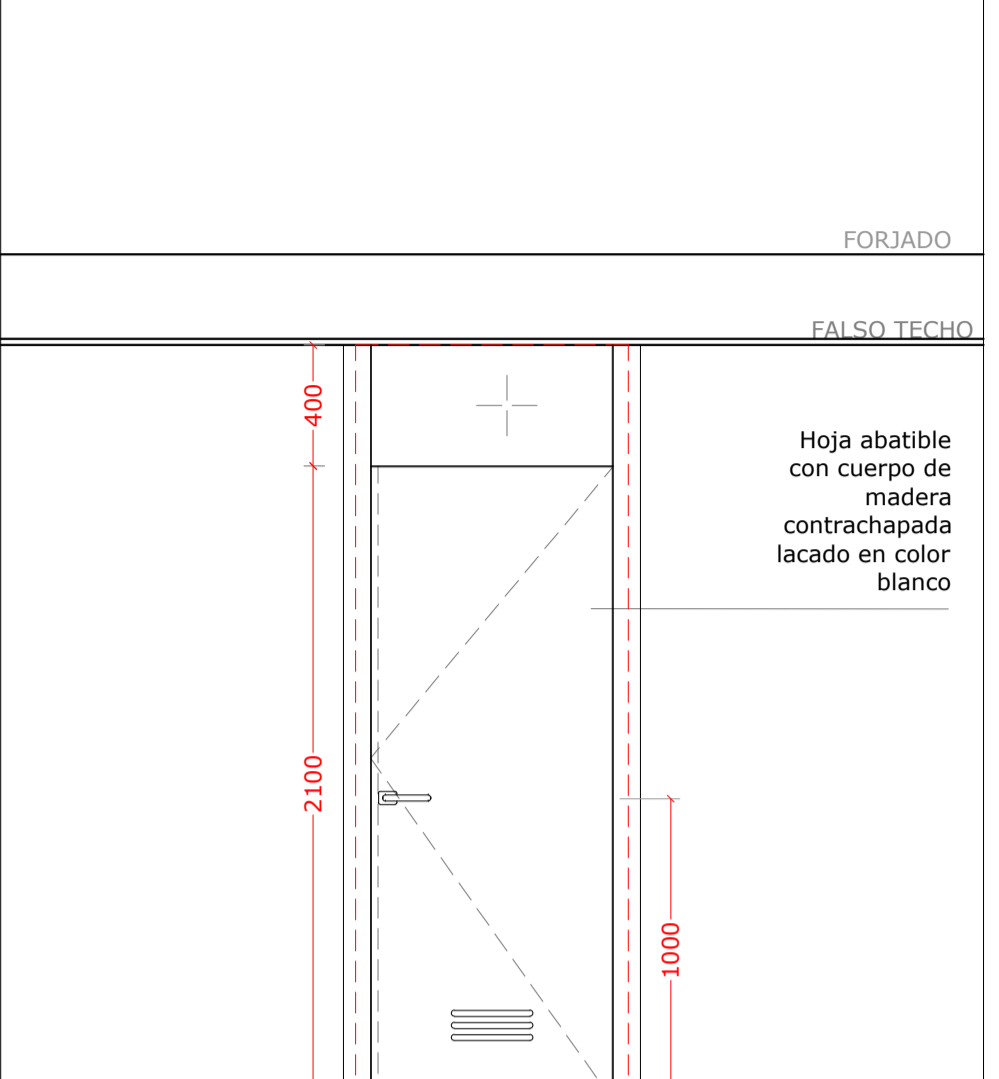 FORJADO
FALSO TECHO
400
Hoja abatible
con cuerpo de
madera
contrachapada
lacado en color
blanco
2100
1000